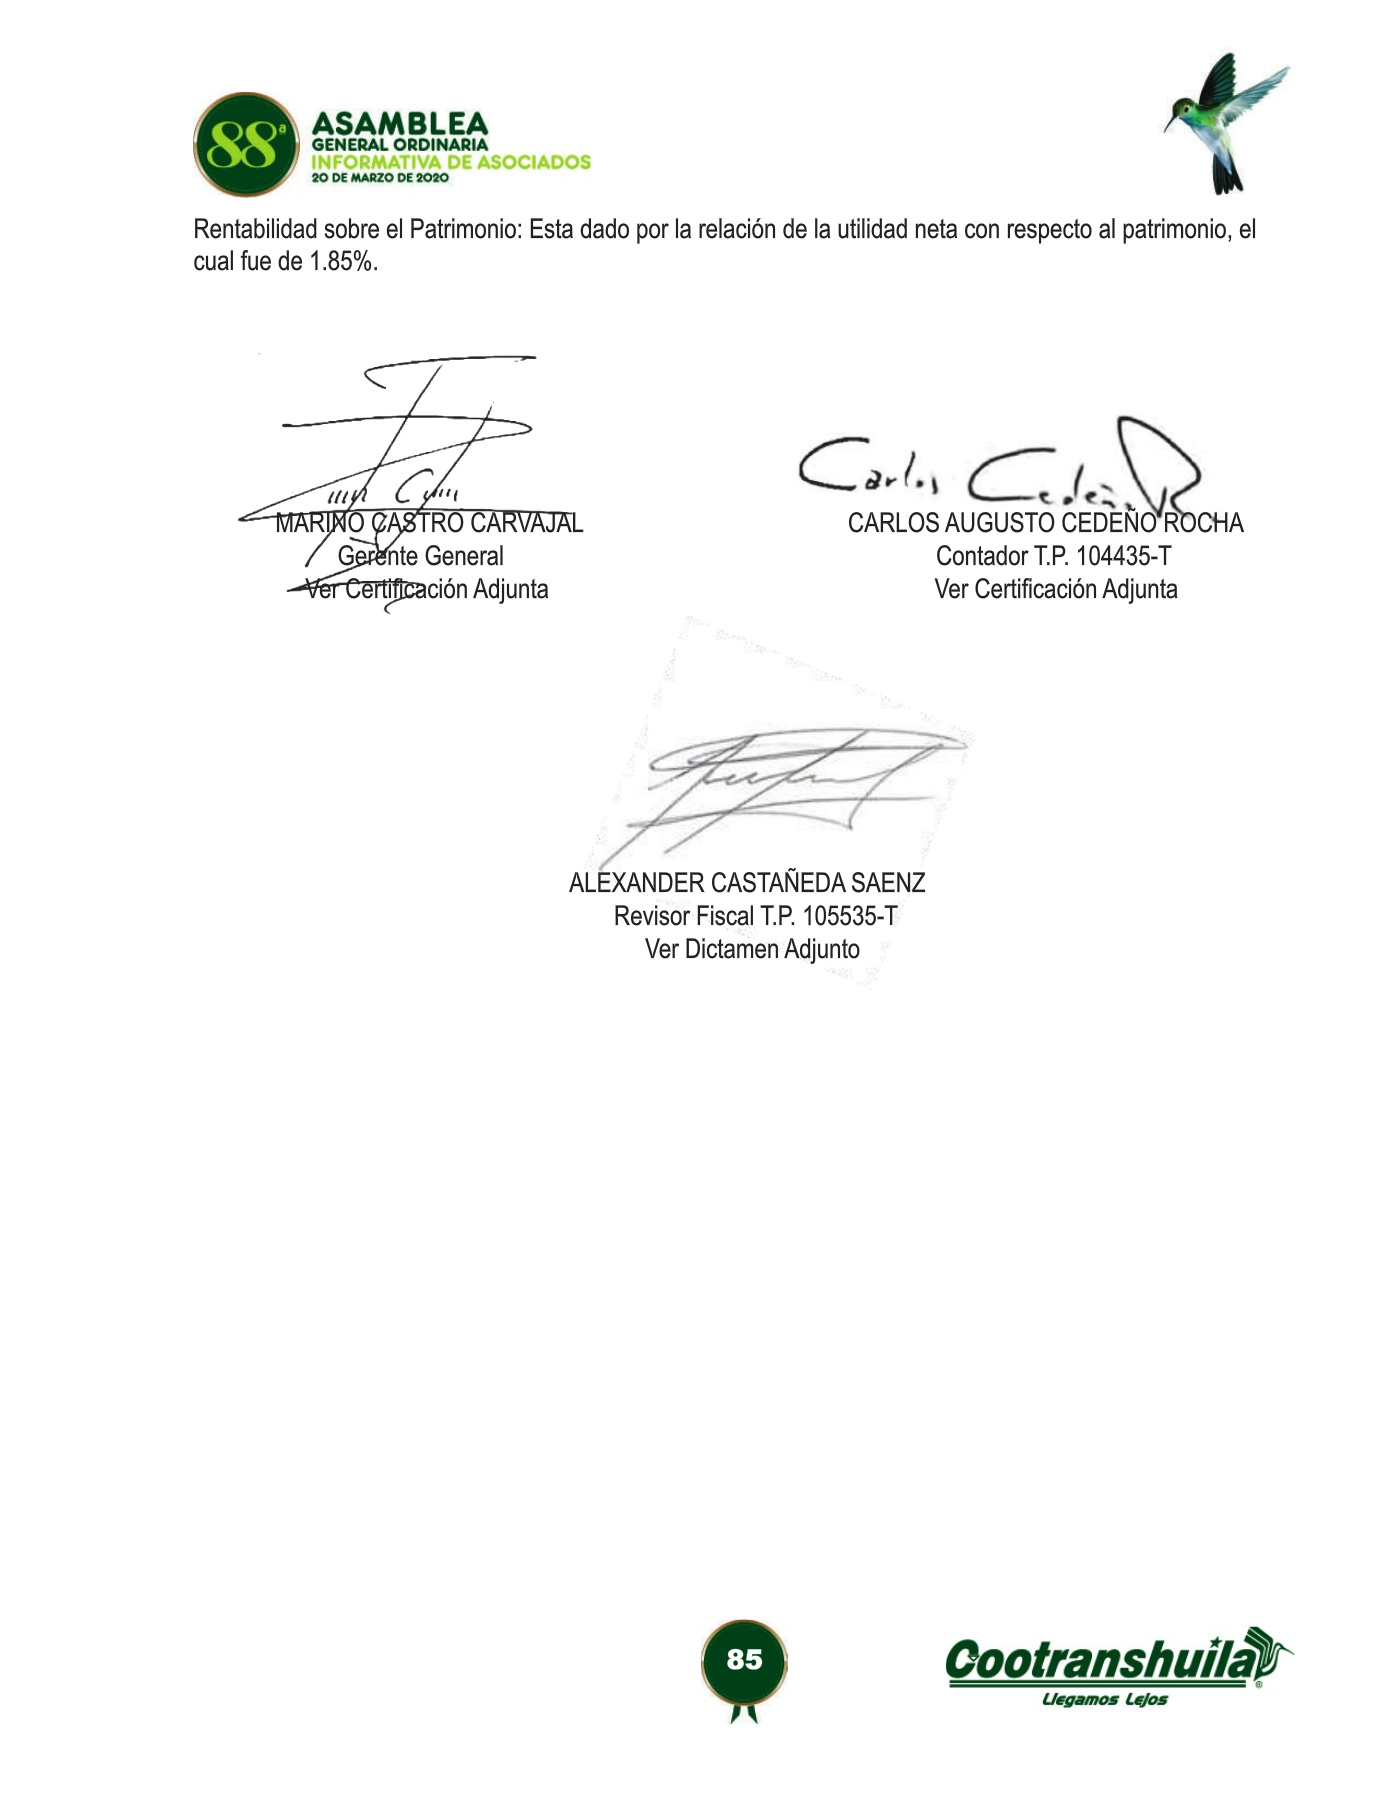 88ª
ASAMBLEA
GENERAL ORDINARIA
INFORMATIVA DE ASOCIADOS
20 DE MARZO DE 2020
Rentabilidad sobre el Patrimonio: Esta dado por la relación de la utilidad neta con respecto al patrimonio, el
cual fue de 1.85%.
Carlos Cedeño R
MARINO CASTRO CARVAJAL
Gerente General
Ver Certificación Adjunta
CARLOS AUGUSTO CEDEÑO ROCHA
Contador T.P. 104435-T
Ver Certificación Adjunta
ALEXANDER CASTAÑEDA SAENZ
Revisor Fiscal T.P. 105535-T
Ver Dictamen Adjunto
85
Cootranshuila®
Llegamos Lejos